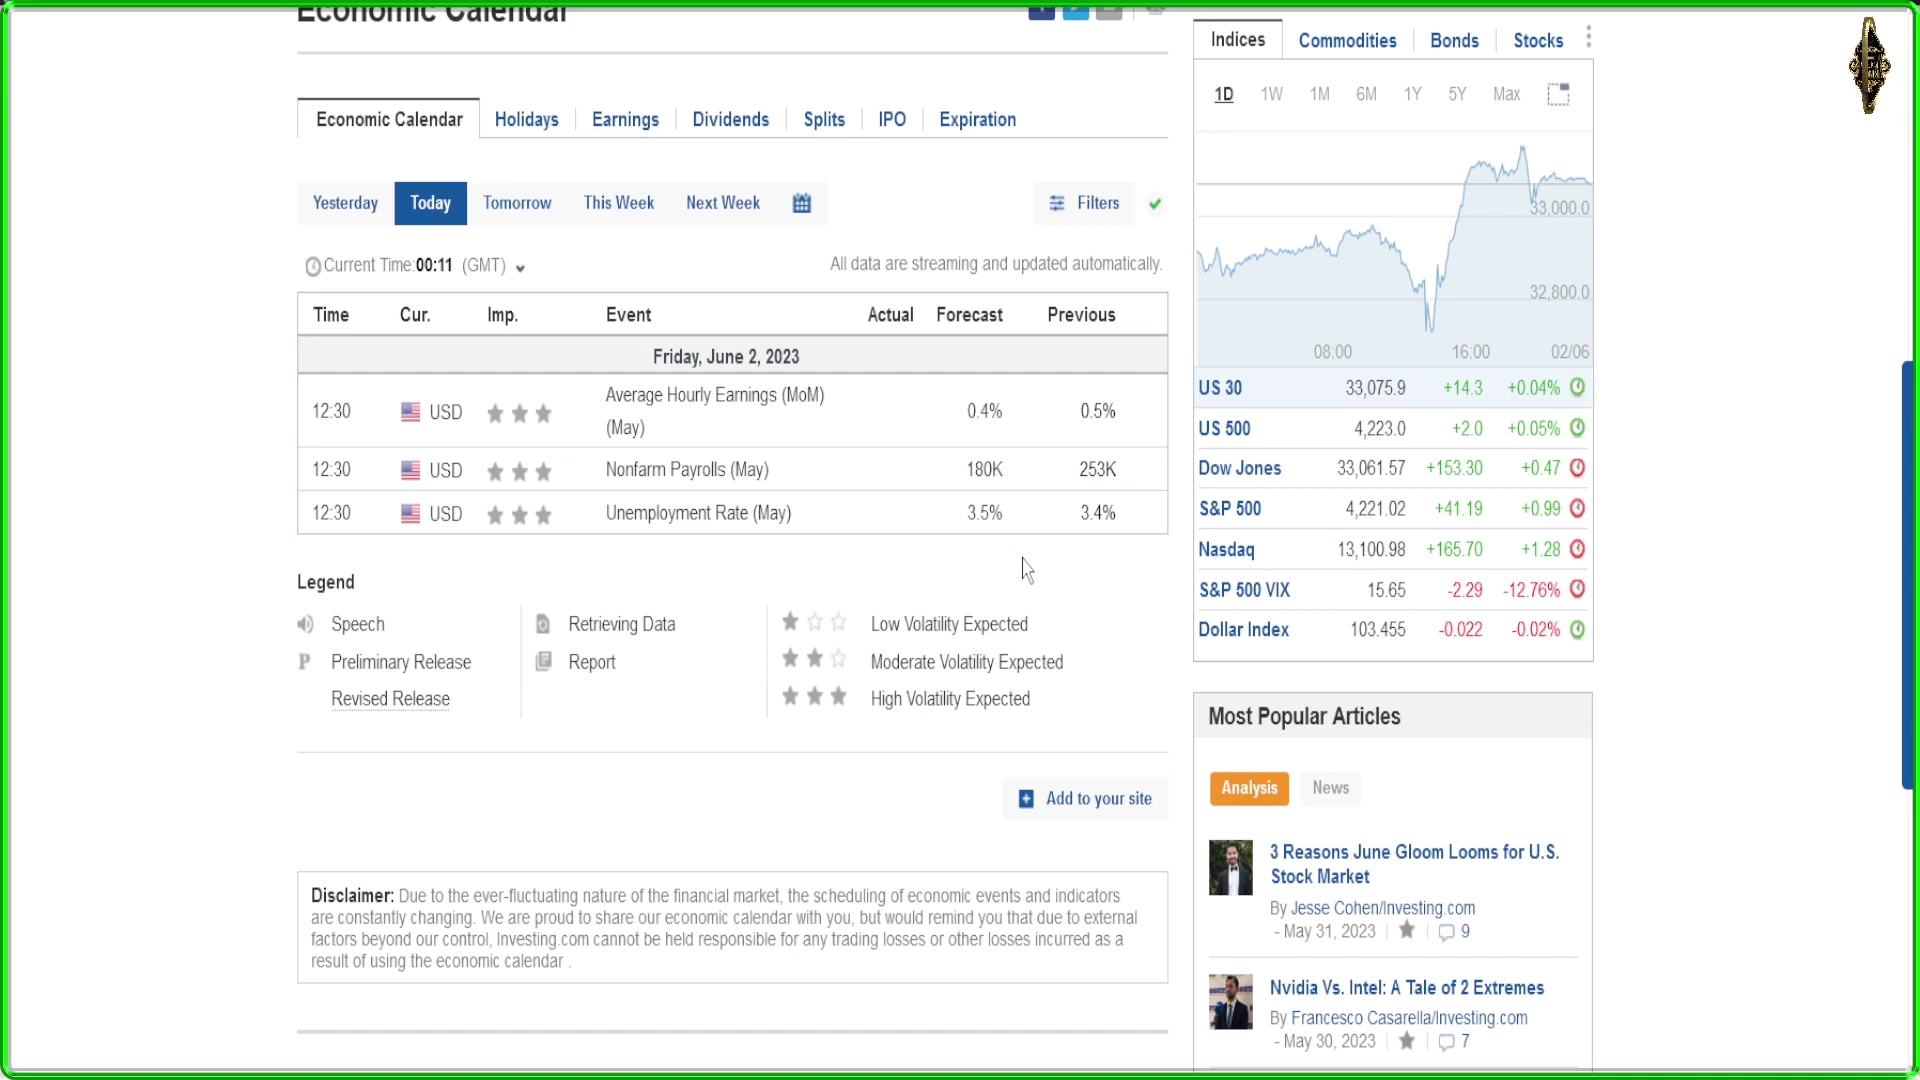 Economic Calendar
Economic Calendar Holidays Earnings Dividends Splits IPO Expiration
Yesterday Today Tomorrow This Week Next Week Filters
Current Time:00:11 (GMT) All data are streaming and updated automatically.
Time Cur. Imp. Event Actual Forecast Previous
Friday, June 2, 2023
12:30 USD Average Hourly Earnings (MoM) 0.4% 0.5%
(May)
12:30 USD Nonfarm Payrolls (May) 180K 253K
12:30 USD Unemployment Rate (May) 3.5% 3.4%
Legend
Speech Retrieving Data Low Volatility Expected
P Preliminary Release Report Moderate Volatility Expected
Revised Release High Volatility Expected
Add to your site
Disclaimer: Due to the ever-fluctuating nature of the financial market, the scheduling of economic events and indicators
are constantly changing. We are proud to share our economic calendar with you, but would remind you that due to external
factors beyond our control, Investing.com cannot be held responsible for any trading losses or other losses incurred as a
result of using the economic calendar .
Indices Commodities Bonds Stocks
1D 1W 1M 6M 1Y 5Y Max
33,000.0
32,800.0
08:00 16:00 02/06
US 30 33,075.9 +14.3 +0.04%
US 500 4,223.0 +2.0 +0.05%
Dow Jones 33,061.57 +153.30 +0.47
S&P 500 4,221.02 +41.19 +0.99
Nasdaq 13,100.98 +165.70 +1.28
S&P 500 VIX 15.65 -2.29 -12.76%
Dollar Index 103.455 -0.022 -0.02%
Most Popular Articles
Analysis News
3 Reasons June Gloom Looms for U.S.
Stock Market
By Jesse Cohen/Investing.com
- May 31, 2023 9
Nvidia Vs. Intel: A Tale of 2 Extremes
By Francesco Casarella/Investing.com
- May 30, 2023 7